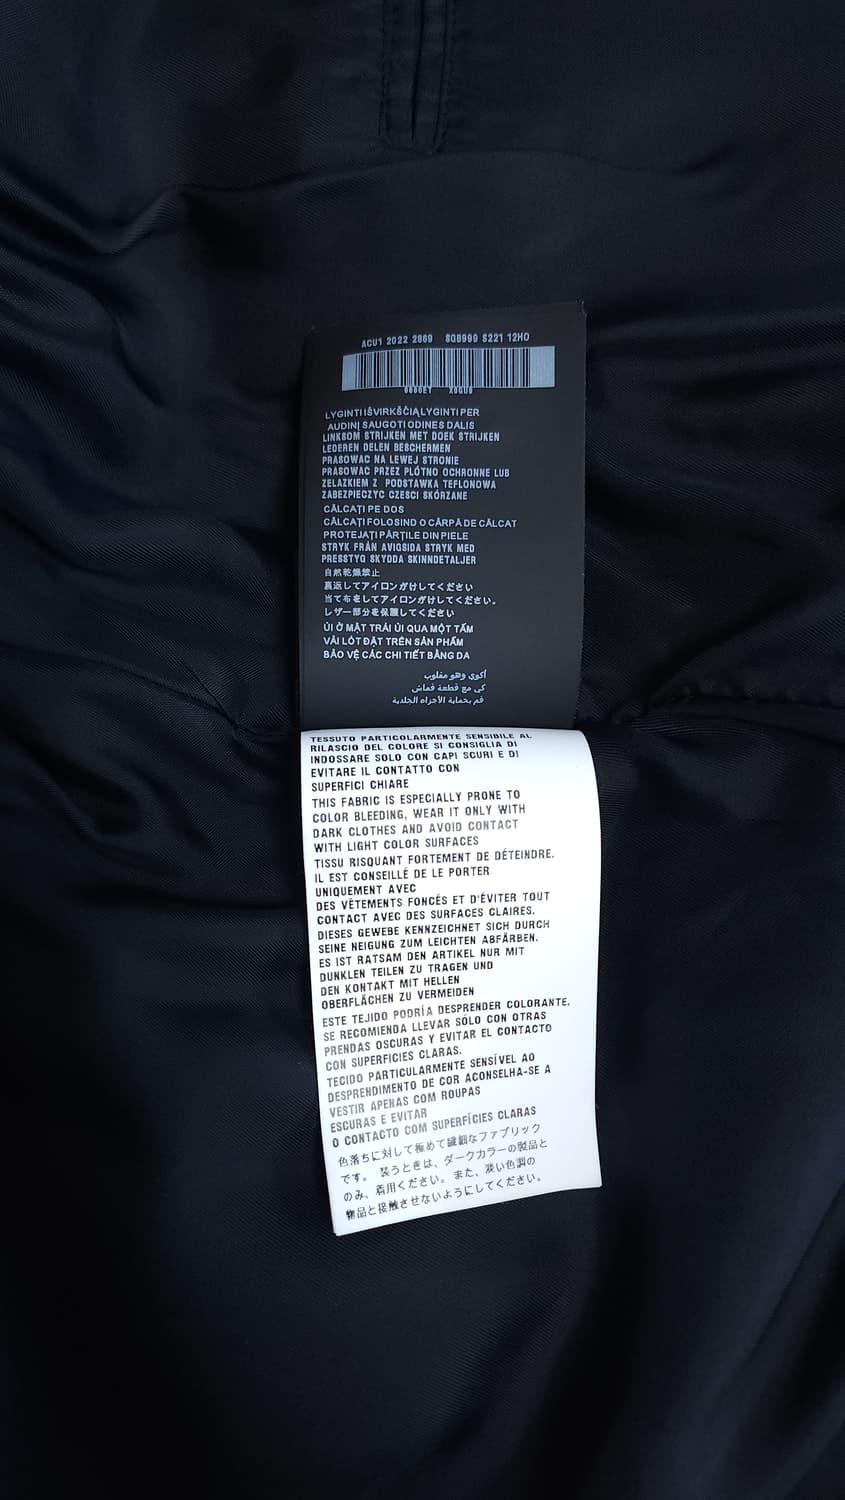 ACU1 2022 2869 8Q8999 S221 12HO
LYGINTI IŠVIRKŠČIĄ LYGINTI PER
AUDINĮ SAUGOTI ODINES DALIS
LINKSOM STRIJKEN MET DOEK STRIJKEN
LEDEREN DELEN BESCHERMEN
PRASOWAC NA LEWEJ STRONIE
PRASOWAC PRZEZ PLÓTNO OCHRONNE LUB
ZELAZKIEM Z PODSTAWKA TEFLONOWA
ZABEZPIECZYC CZESCI SKÓRZANE
CĂLCAȚI PE DOS
CĂLCAȚI FOLOSIND O CÂRPĂ DE CĂLCAT
PROTEJAȚI PĂRȚILE DIN PIELE
STRYK FRÅN AVIGSIDA STRYK MED
PRESSTYG SKYDDA SKINNDETALJER
自然乾燥禁止
裏返してアイロンがけしてください
当て布をしてアイロンがけしてください。
レザー部分を保護してください
ỦI Ở MẶT TRÁI ỦI QUA MỘT TẤM
VẢI LÓT ĐẶT TRÊN SẢN PHẨM
BẢO VỆ CÁC CHI TIẾT BẰNG DA
أكوي وهو مقلوب
كي مع قطعة قماش
قم بحماية الأجزاء الجلدية
TESSUTO PARTICOLARMENTE SENSIBILE AL
RILASCIO DEL COLORE SI CONSIGLIA DI
INDOSSARE SOLO CON CAPI SCURI E DI
EVITARE IL CONTATTO CON
SUPERFICI CHIARE
THIS FABRIC IS ESPECIALLY PRONE TO
COLOR BLEEDING, WEAR IT ONLY WITH
DARK CLOTHES AND AVOID CONTACT
WITH LIGHT COLOR SURFACES
TISSU RISQUANT FORTEMENT DE DÉTEINDRE.
IL EST CONSEILLÉ DE LE PORTER
UNIQUEMENT AVEC
DES VÊTEMENTS FONCÉS ET D'ÉVITER TOUT
CONTACT AVEC DES SURFACES CLAIRES.
DIESES GEWEBE KENNZEICHNET SICH DURCH
SEINE NEIGUNG ZUM LEICHTEN ABFÄRBEN.
ES IST RATSAM DEN ARTIKEL NUR MIT
DUNKLEN TEILEN ZU TRAGEN UND
DEN KONTAKT MIT HELLEN
OBERFLÄCHEN ZU VERMEIDEN
ESTE TEJIDO PODRÍA DESPRENDER COLORANTE.
SE RECOMIENDA LLEVAR SÓLO CON OTRAS
PRENDAS OSCURAS Y EVITAR EL CONTACTO
CON SUPERFICIES CLARAS.
TECIDO PARTICULARMENTE SENSÍVEL AO
DESPRENDIMENTO DE COR ACONSELHA-SE A
VESTIR APENAS COM ROUPAS
ESCURAS E EVITAR
O CONTACTO COM SUPERFÍCIES CLARAS
色落ちに対して極めて繊細なファブリック
です。 装うときは、ダークカラーの製品と
のみ、着用ください。また、淡い色調の
物品と接触させないようにしてください。